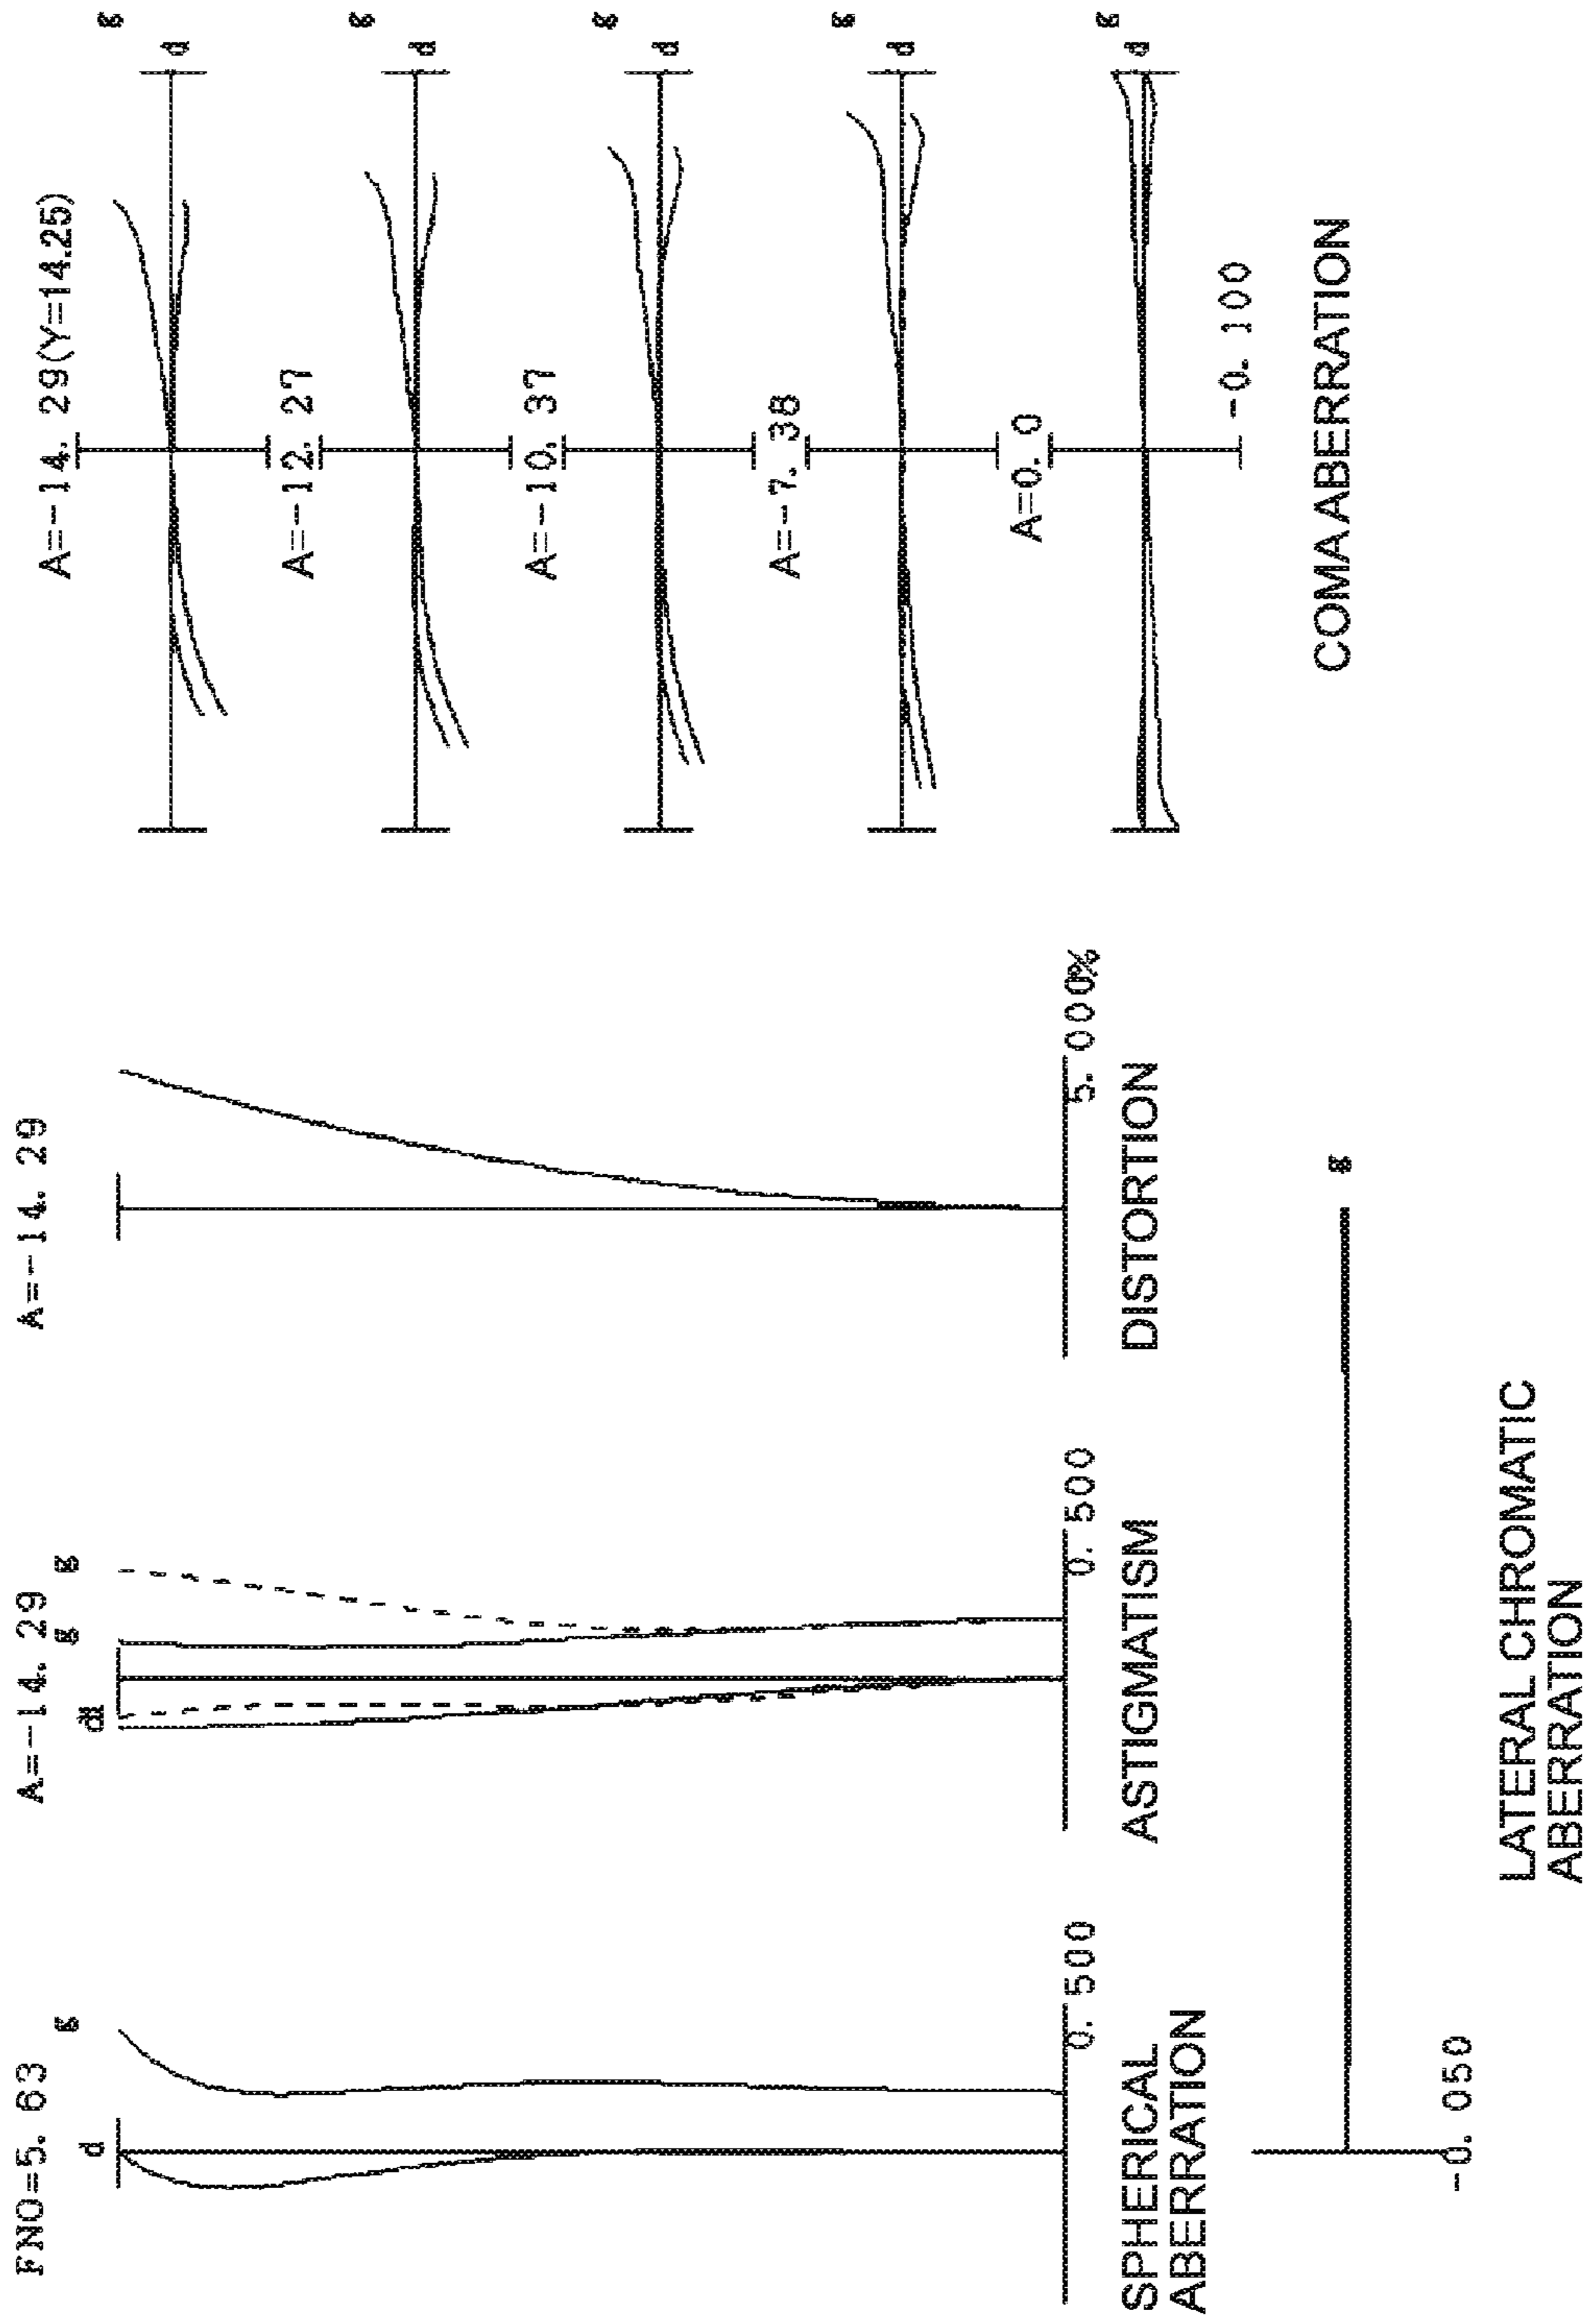 FNO=5. 63
d
g
0. 500
SPHERICAL
ABERRATION
A=-14. 29
d
g
g
0. 500
ASTIGMATISM
A=-14. 29
5. 000%
DISTORTION
A=-14. 29(Y=14.25)
g
d
A=-12. 27
g
d
A=-10. 37
g
d
A=-7. 38
g
d
A=0. 0
g
d
-0. 100
COMA ABERRATION
g
-0. 050
LATERAL CHROMATIC
ABERRATION